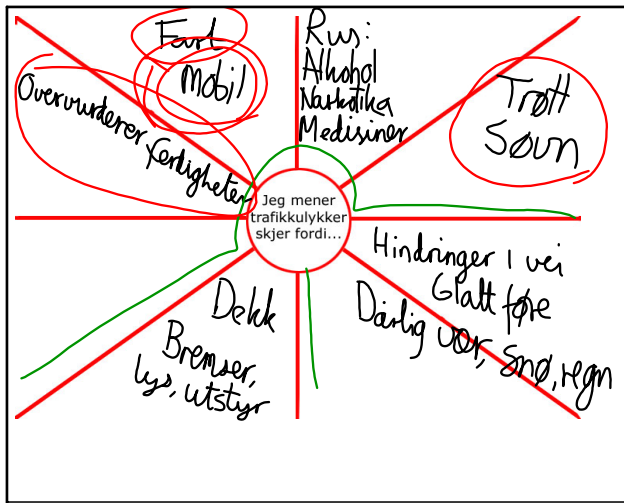 Fart
Mobil
Overvurderer
ferdigheter
Rus:
Alkohol
Narkotika
Medisiner
Trøtt
Søvn
Jeg mener
trafikkulykker
skjer fordi...
Hindringer i vei
Glatt føre
Dårlig vær, snø, regn
Dekk
Bremser,
lys, utstyr